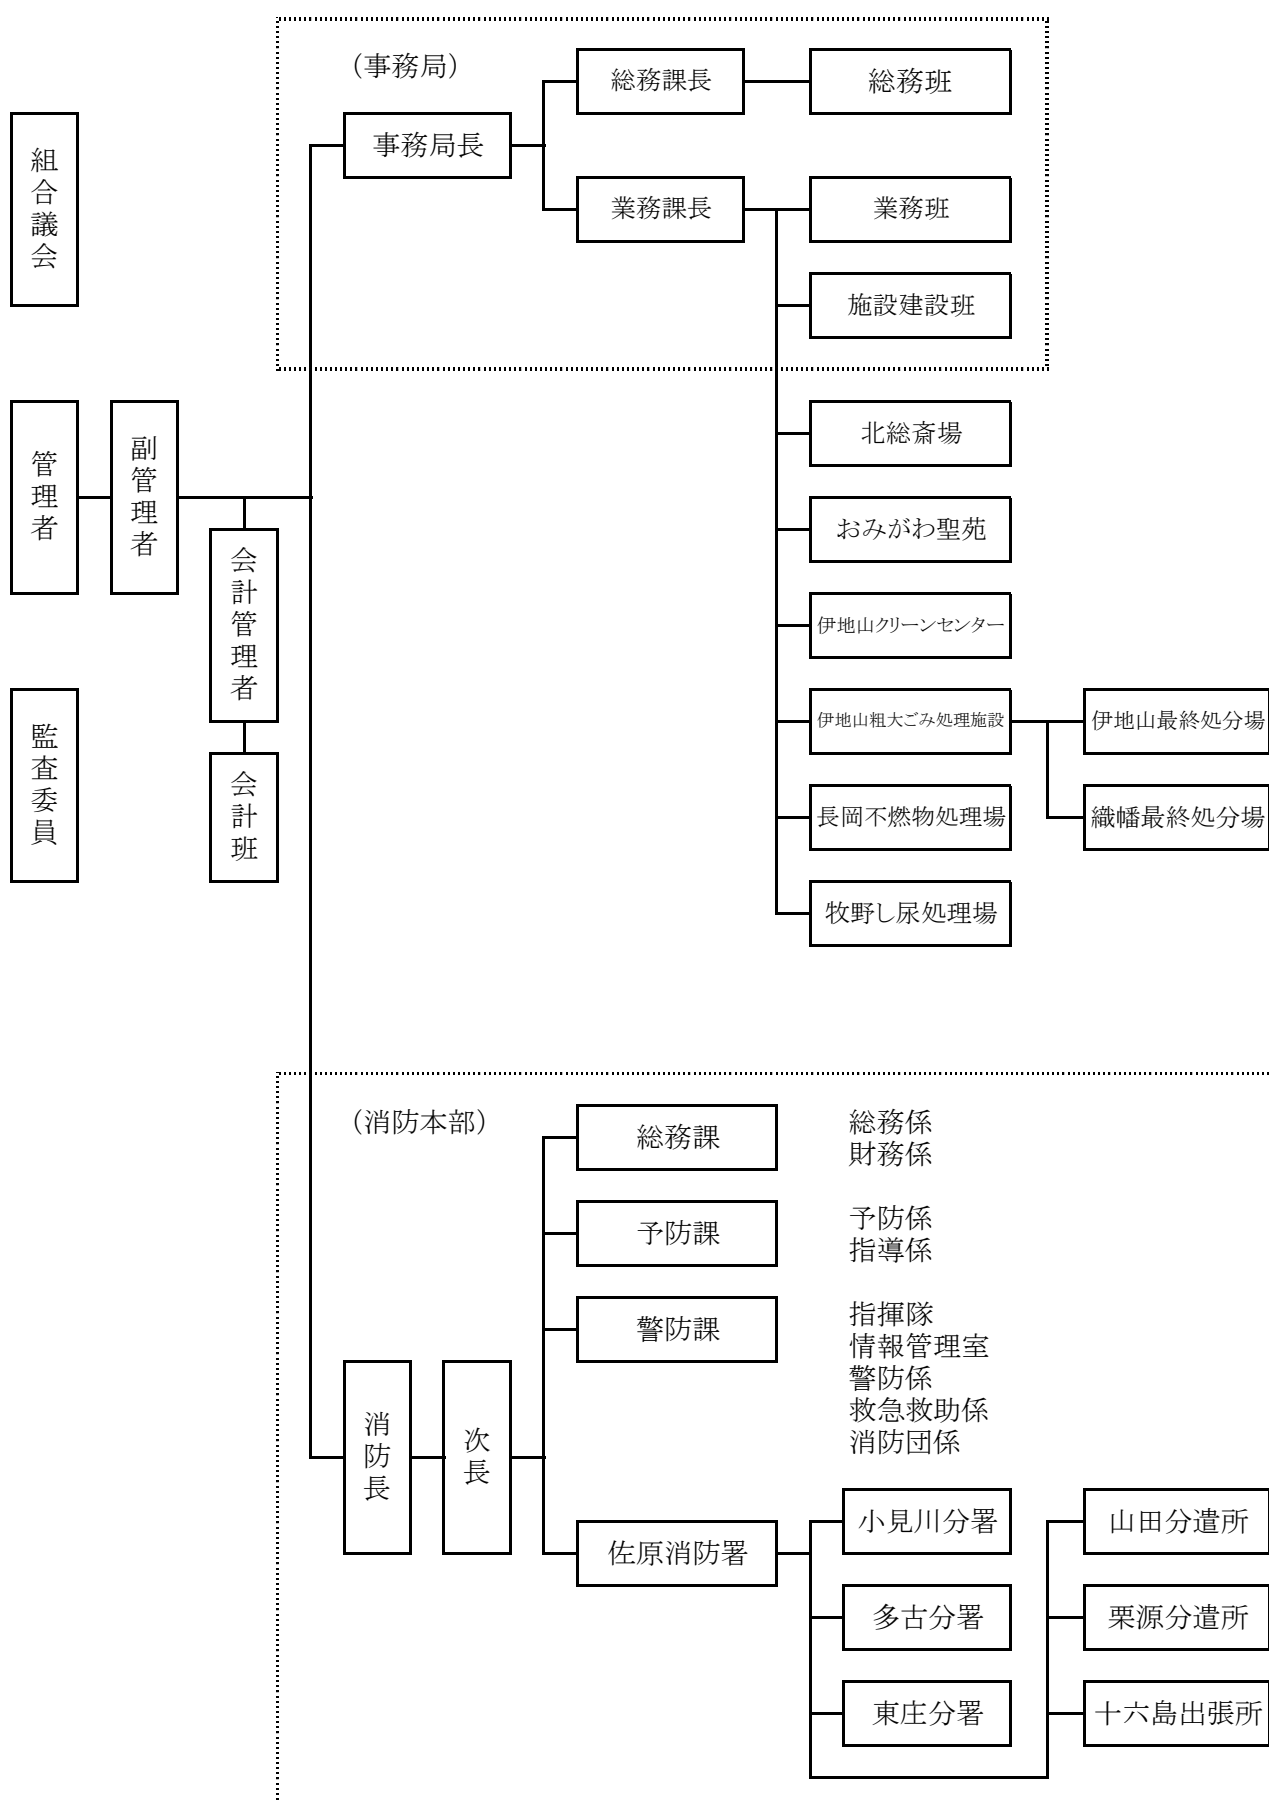 （事務局）
総務課長
総務班
事務局長
業務課長
業務班
施設建設班
組合議会
管理者
副管理者
会計管理者
会計班
監査委員
北総斎場
おみがわ聖苑
伊地山クリーンセンター
伊地山粗大ごみ処理施設
伊地山最終処分場
長岡不燃物処理場
織幡最終処分場
牧野し尿処理場
（消防本部）
総務課
総務係
財務係
予防課
予防係
指導係
警防課
指揮隊
情報管理室
警防係
救急救助係
消防団係
消防長
次長
佐原消防署
小見川分署
山田分遣所
多古分署
栗源分遣所
東庄分署
十六島出張所